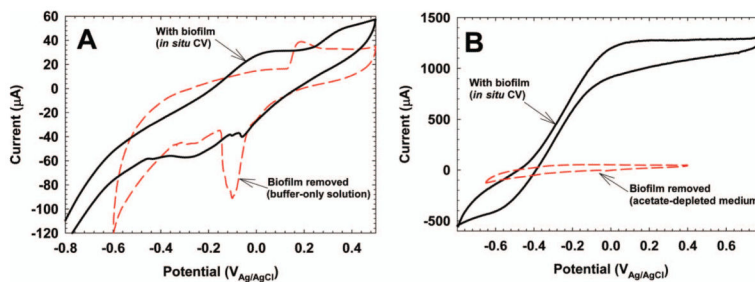 A
With biofilm
(in situ CV)
Biofilm removed
(buffer-only solution)
Current (µA)
60
40
20
0
-20
-40
-60
-80
-100
-120
-0.8
-0.6
-0.4
-0.2
0.0
0.2
0.4
Potential (VAg/AgCl)
B
With biofilm
(in situ CV)
Biofilm removed
(acetate-depleted medium
Current (µA)
1500
1000
500
0
-500
-0.6
-0.4
-0.2
0.0
0.2
0.4
0.6
Potential (VAg/AgCl)